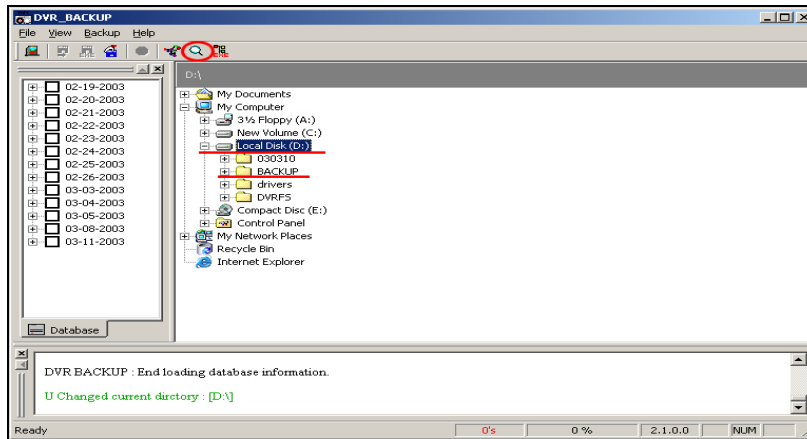 DVR_BACKUP
File View Backup Help
D:\
02-19-2003
02-20-2003
02-21-2003
02-22-2003
02-23-2003
02-24-2003
02-25-2003
02-26-2003
03-03-2003
03-04-2003
03-05-2003
03-08-2003
03-11-2003
Database
My Documents
My Computer
3½ Floppy (A:)
New Volume (C:)
Local Disk (D:)
030310
BACKUP
drivers
DVRFS
Compact Disc (E:)
Control Panel
My Network Places
Recycle Bin
Internet Explorer
DVR BACKUP : End loading database information.
U Changed current dirctory : [D:\]
Ready 0's 0 % 2.1.0.0 NUM